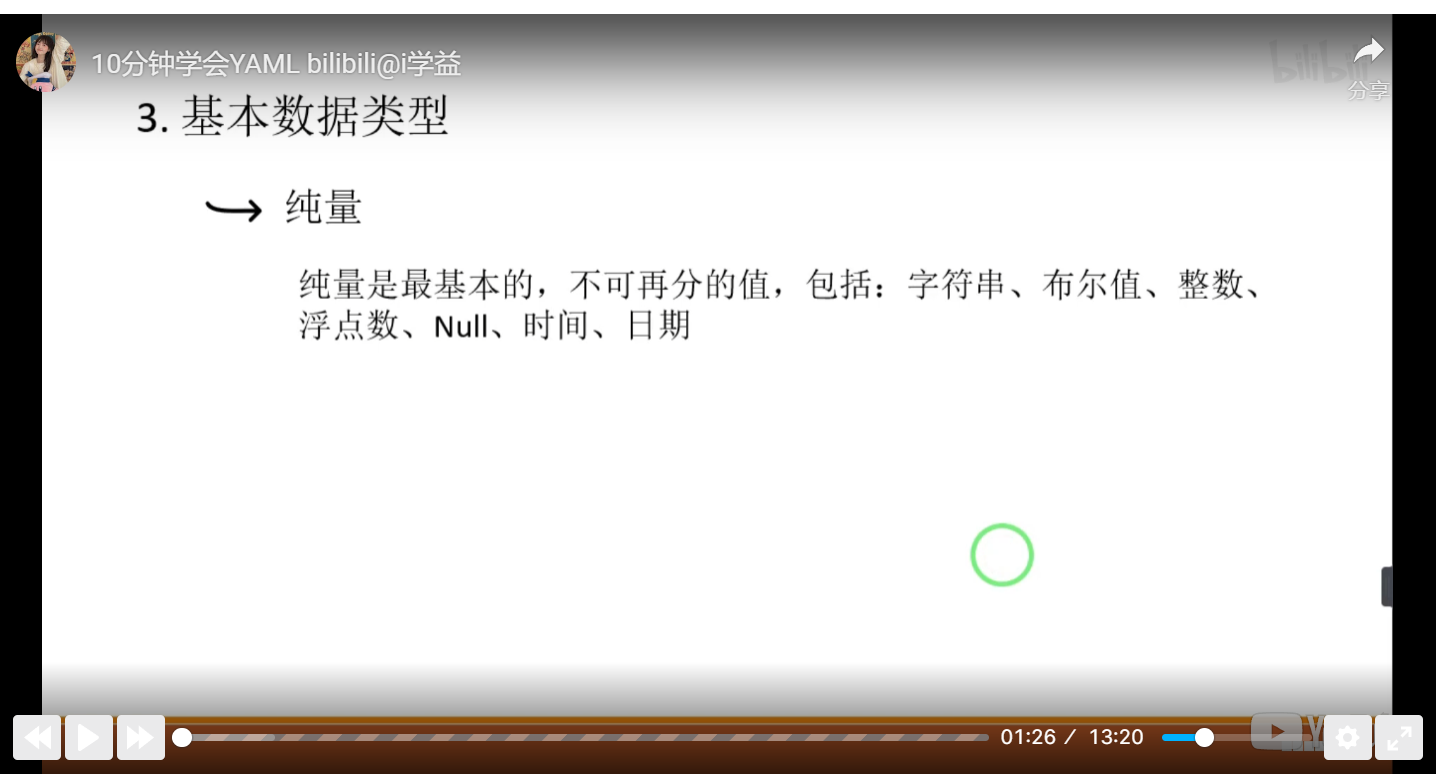 10分钟学会YAML bilibili@i学益
bilibili
分享
3. 基本数据类型
纯量
纯量是最基本的，不可再分的值，包括：字符串、布尔值、整数、
浮点数、Null、时间、日期
01:26 / 13:20